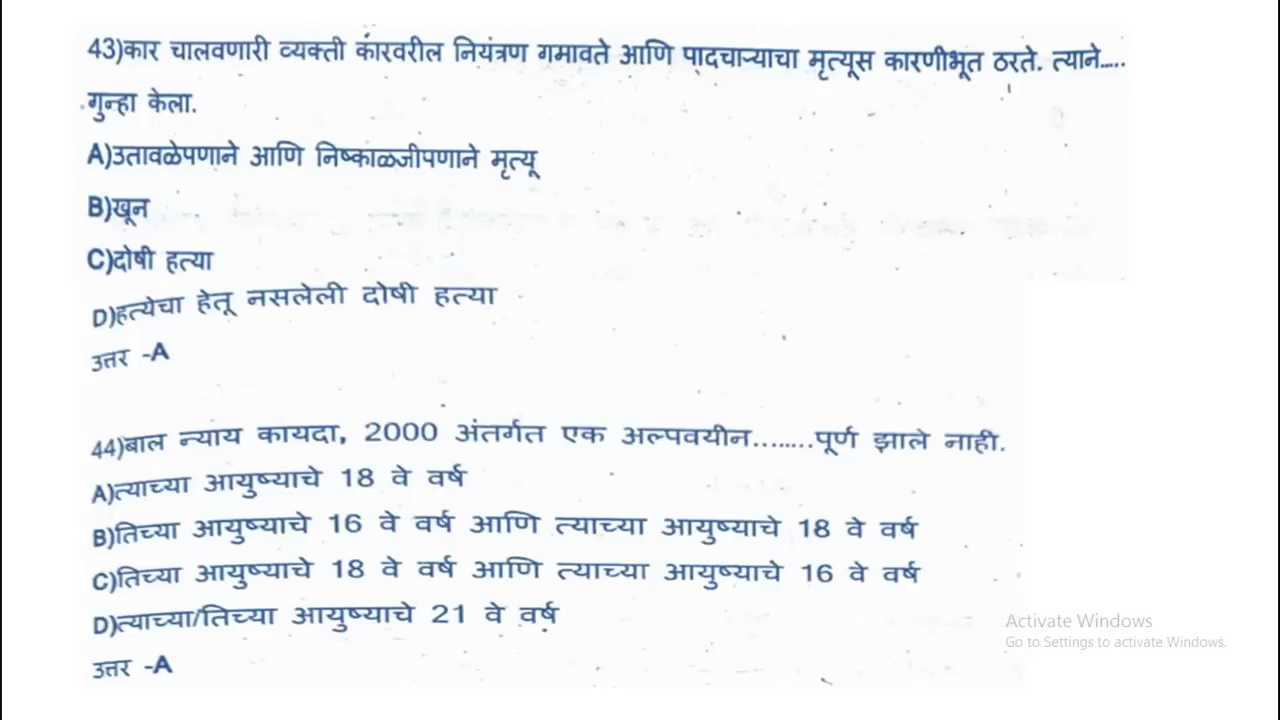 43)कार चालवणारी व्यक्ती कारवरील नियंत्रण गमावते आणि पादचाऱ्याचा मृत्यूस कारणीभूत ठरते. त्याने.....
गुन्हा केला.
A)उतावळेपणाने आणि निष्काळजीपणाने मृत्यू
B)खून
C)दोषी हत्या
D)हत्येचा हेतू नसलेली दोषी हत्या
उत्तर -A
44)बाल न्याय कायदा, 2000 अंतर्गत एक अल्पवयीन........पूर्ण झाले नाही.
A)त्याच्या आयुष्याचे 18 वे वर्ष
B)तिच्या आयुष्याचे 16 वे वर्ष आणि त्याच्या आयुष्याचे 18 वे वर्ष
C)तिच्या आयुष्याचे 18 वे वर्ष आणि त्याच्या आयुष्याचे 16 वे वर्ष
D)त्याच्या/तिच्या आयुष्याचे 21 वे वर्ष
उत्तर -A
Activate Windows
Go to Settings to activate Windows.